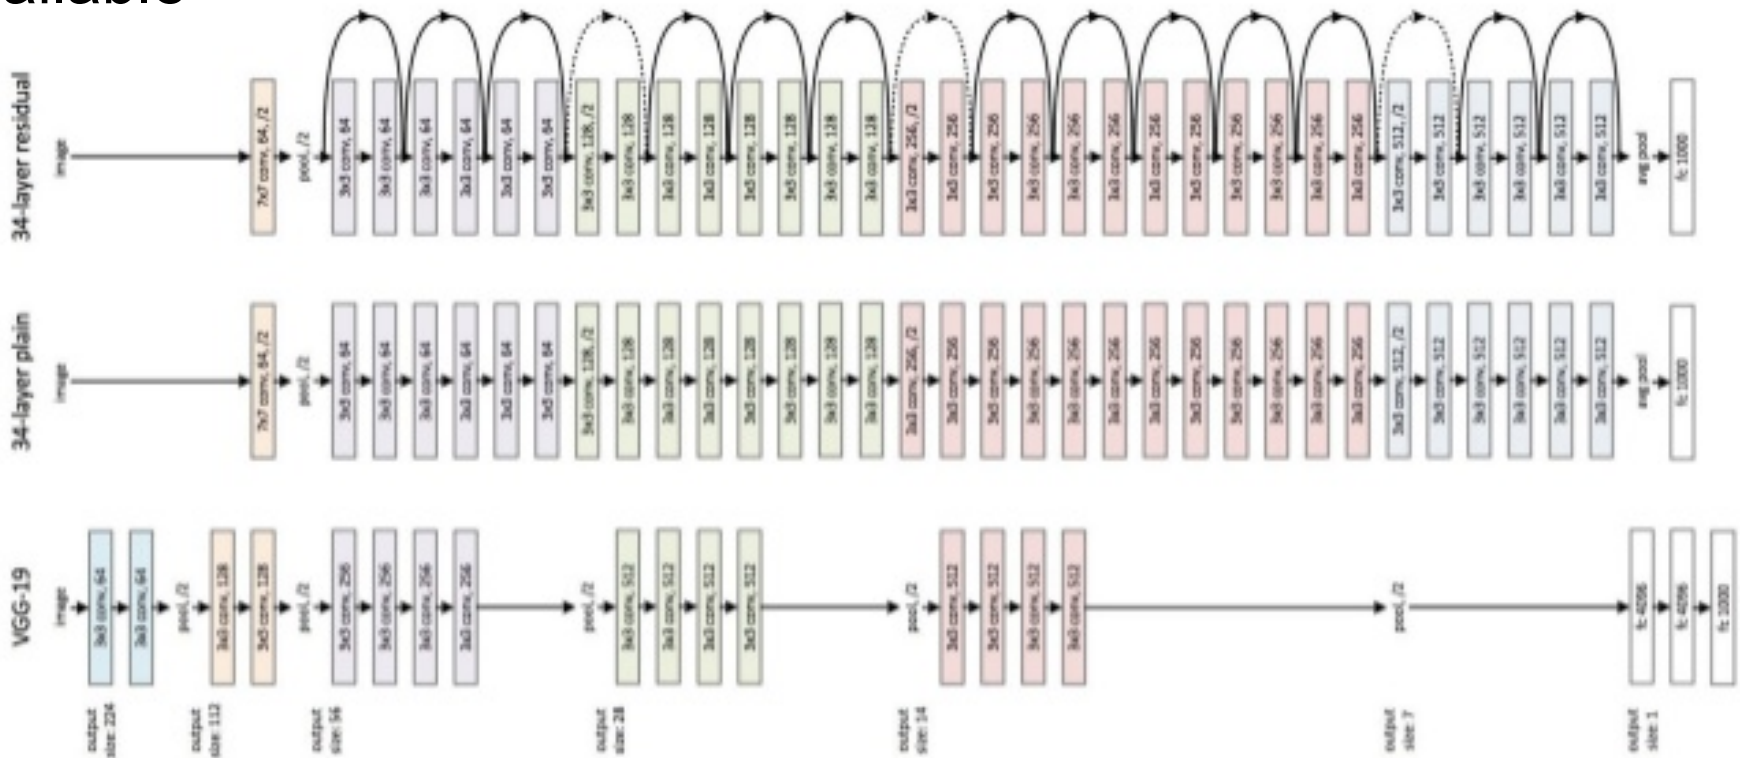 34-layer residual
image
7x7 conv, 64, /2
pool, /2
3x3 conv, 64
3x3 conv, 64
3x3 conv, 64
3x3 conv, 64
3x3 conv, 64
3x3 conv, 64
3x3 conv, 128, /2
3x3 conv, 128
3x3 conv, 128
3x3 conv, 128
3x3 conv, 128
3x3 conv, 128
3x3 conv, 128
3x3 conv, 128
3x3 conv, 256, /2
3x3 conv, 256
3x3 conv, 256
3x3 conv, 256
3x3 conv, 256
3x3 conv, 256
3x3 conv, 256
3x3 conv, 256
3x3 conv, 256
3x3 conv, 256
3x3 conv, 256
3x3 conv, 256
3x3 conv, 512, /2
3x3 conv, 512
3x3 conv, 512
3x3 conv, 512
3x3 conv, 512
3x3 conv, 512
avg pool
fc 1000
34-layer plain
image
7x7 conv, 64, /2
pool, /2
3x3 conv, 64
3x3 conv, 64
3x3 conv, 64
3x3 conv, 64
3x3 conv, 64
3x3 conv, 64
3x3 conv, 128, /2
3x3 conv, 128
3x3 conv, 128
3x3 conv, 128
3x3 conv, 128
3x3 conv, 128
3x3 conv, 128
3x3 conv, 128
3x3 conv, 256, /2
3x3 conv, 256
3x3 conv, 256
3x3 conv, 256
3x3 conv, 256
3x3 conv, 256
3x3 conv, 256
3x3 conv, 256
3x3 conv, 256
3x3 conv, 256
3x3 conv, 256
3x3 conv, 256
3x3 conv, 512, /2
3x3 conv, 512
3x3 conv, 512
3x3 conv, 512
3x3 conv, 512
3x3 conv, 512
avg pool
fc 1000
VGG-19
image
3x3 conv, 64
3x3 conv, 64
pool, /2
3x3 conv, 128
3x3 conv, 128
pool, /2
3x3 conv, 256
3x3 conv, 256
3x3 conv, 256
3x3 conv, 256
pool, /2
3x3 conv, 512
3x3 conv, 512
3x3 conv, 512
3x3 conv, 512
pool, /2
3x3 conv, 512
3x3 conv, 512
3x3 conv, 512
3x3 conv, 512
pool, /2
fc 4096
fc 4096
fc 1000
output
size: 224
output
size: 112
output
size: 56
output
size: 28
output
size: 14
output
size: 7
output
size: 1